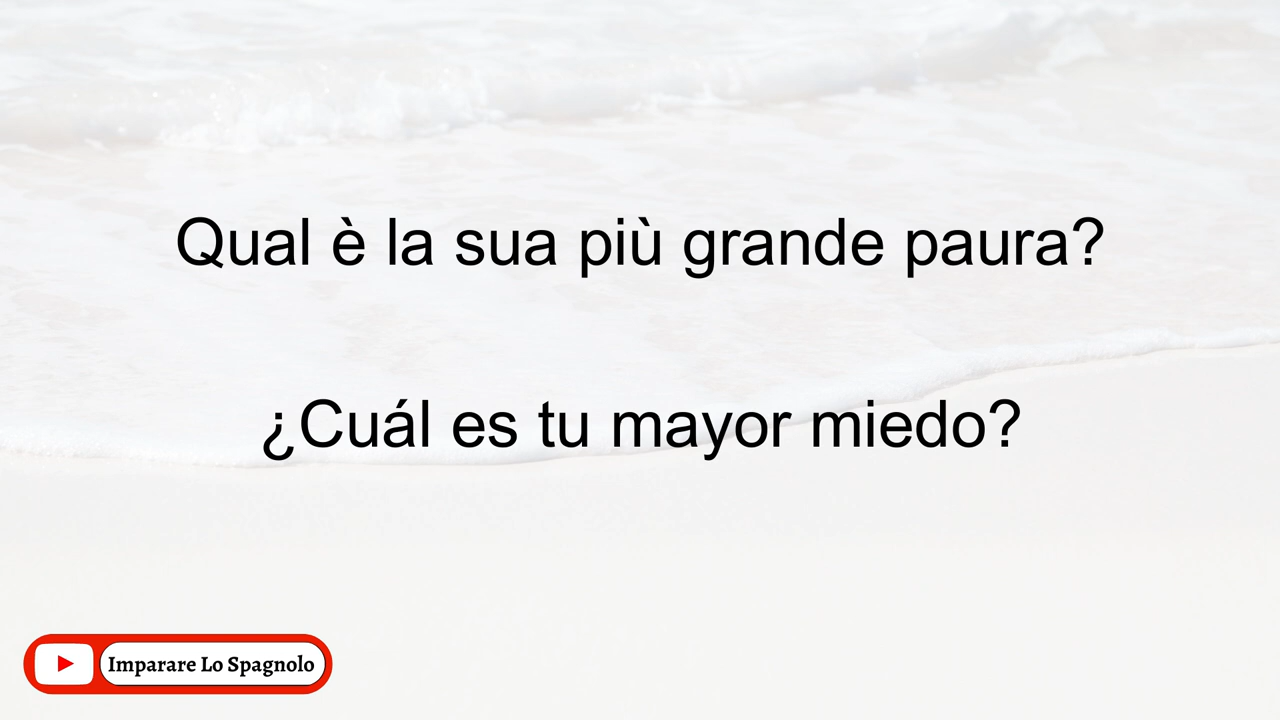 Qual è la sua più grande paura?
¿Cuál es tu mayor miedo?
Imparare Lo Spagnolo